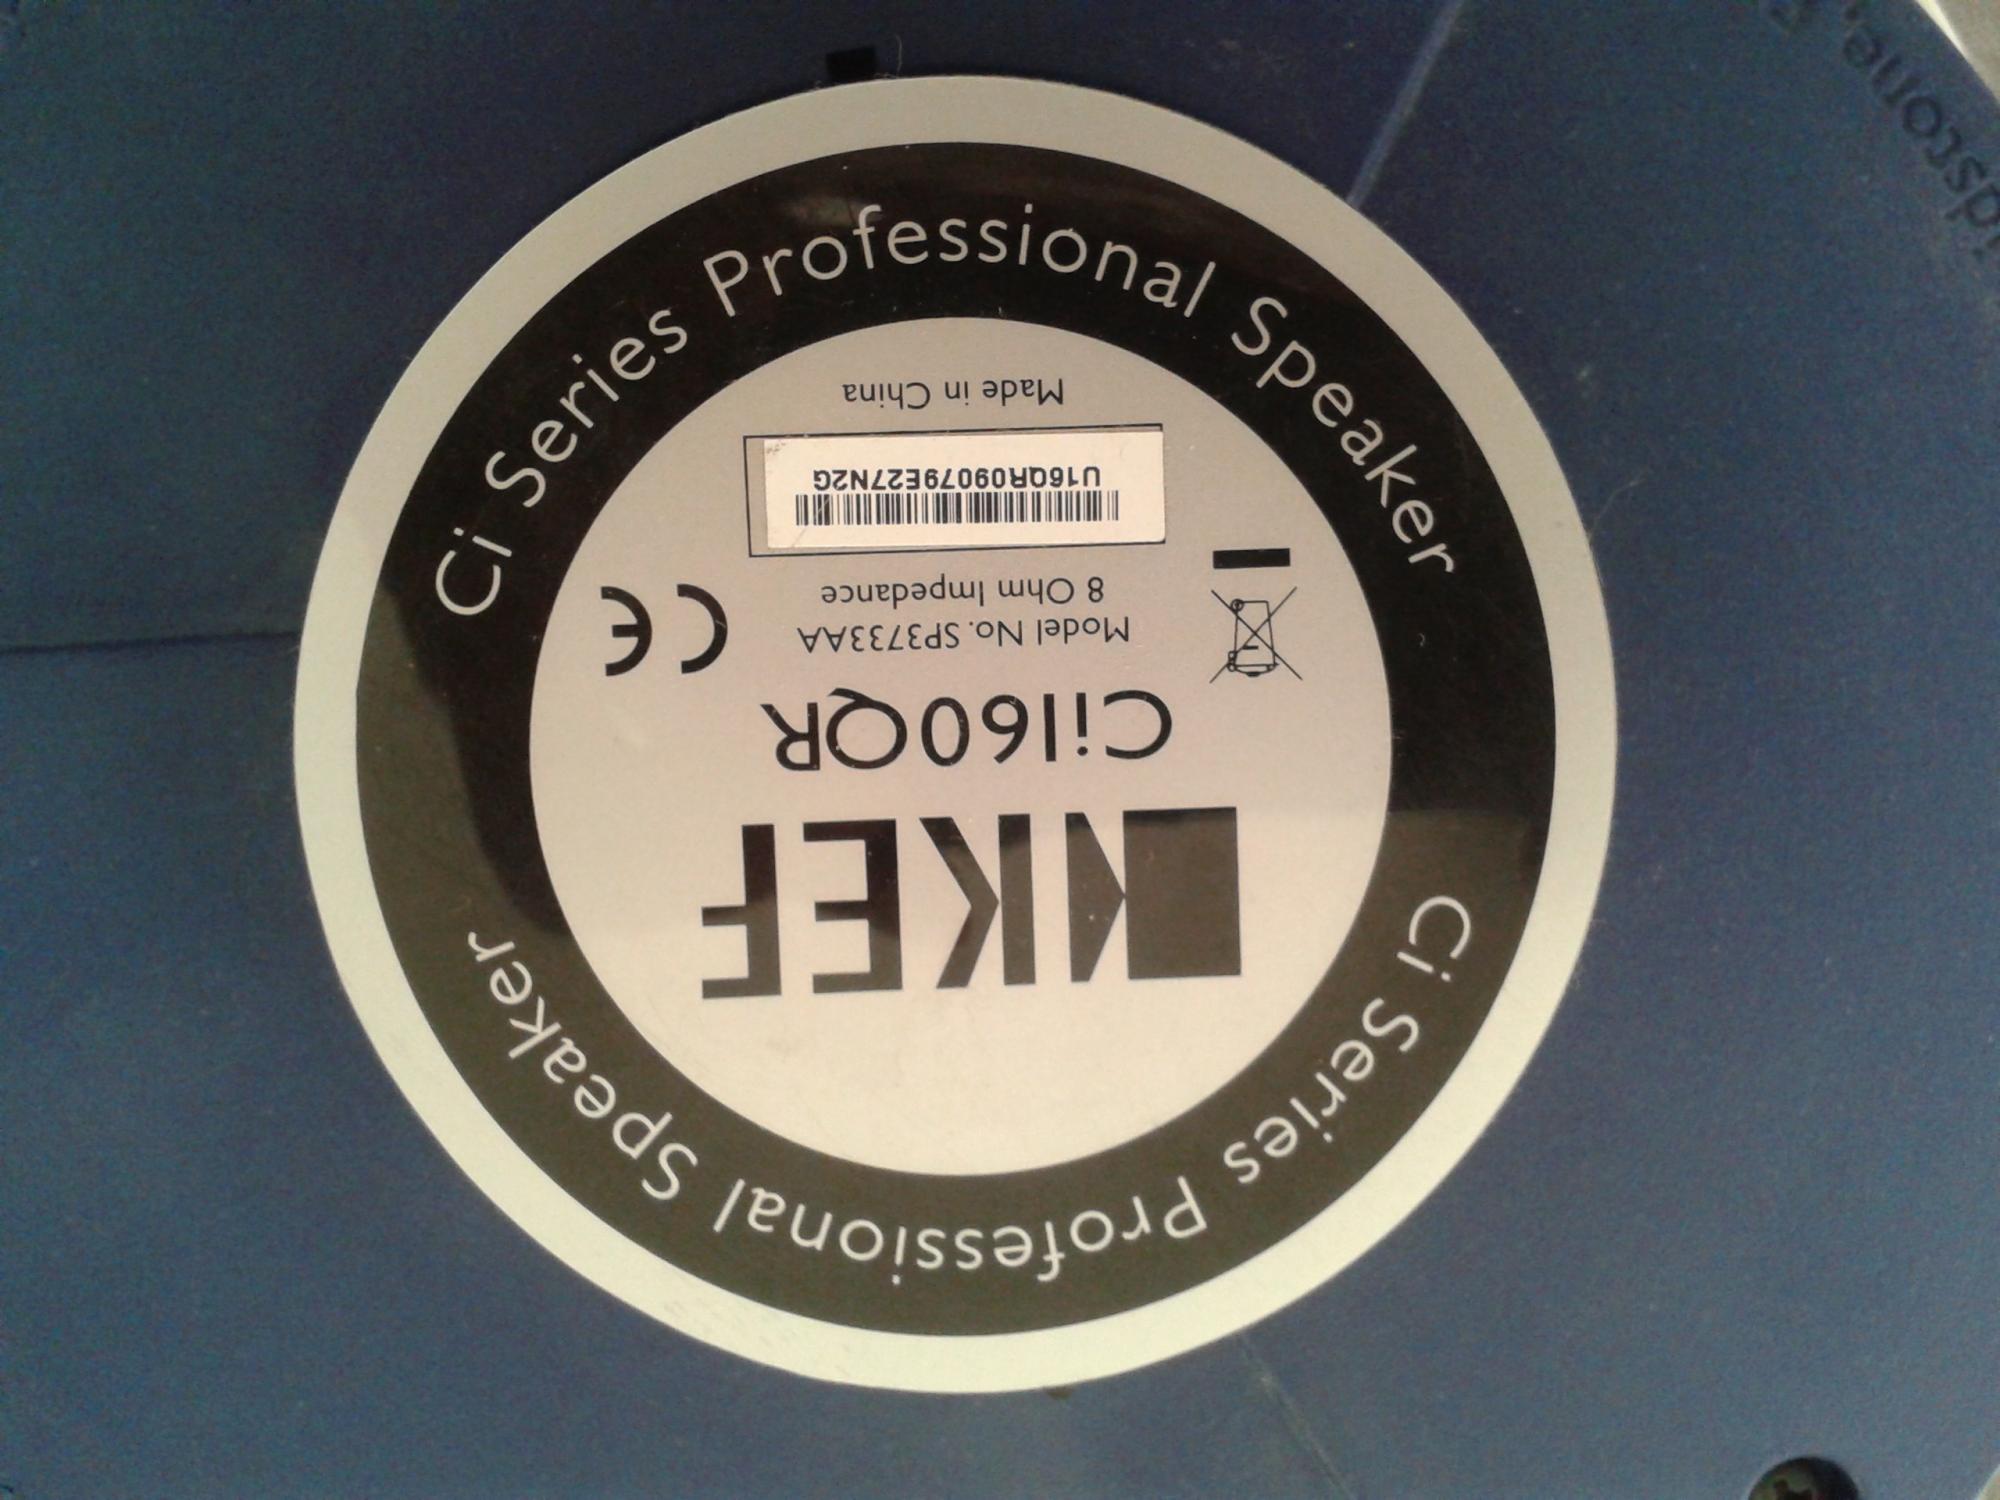 Ci Series Professional Speaker
KEF
Ci160QR
Model No. SP3733AA
8 Ohm Impedance
CE
U16QR09079E27N2G
Made in China
Ci Series Professional Speaker